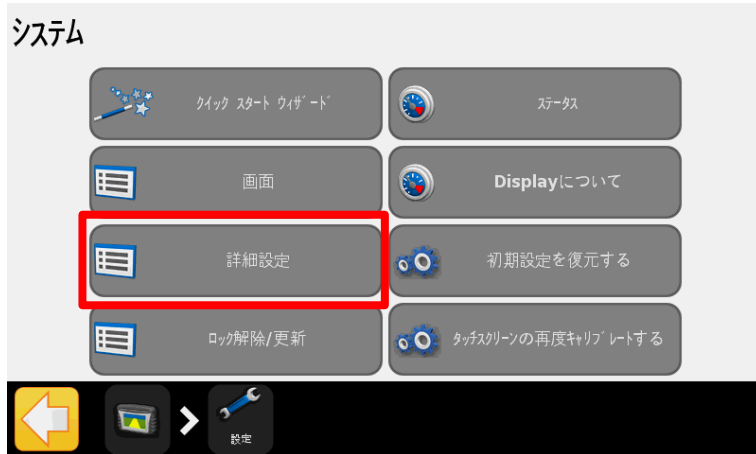 システム
クイック スタート ウィザード
ステータス
画面
Displayについて
詳細設定
初期設定を復元する
ロック解除/更新
タッチスクリーンの再度キャリブレートする
設定